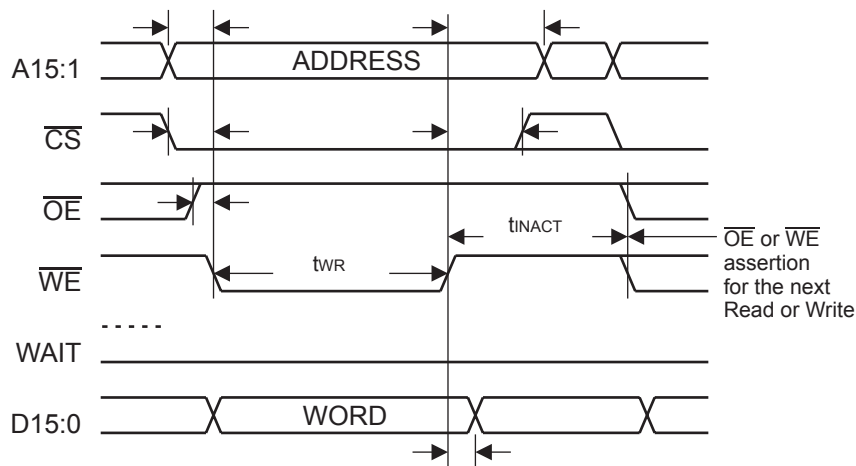 A15:1
ADDRESS
CS
OE
tINACT
WE
tWR
OE or WE
assertion
for the next
Read or Write
WAIT
D15:0
WORD